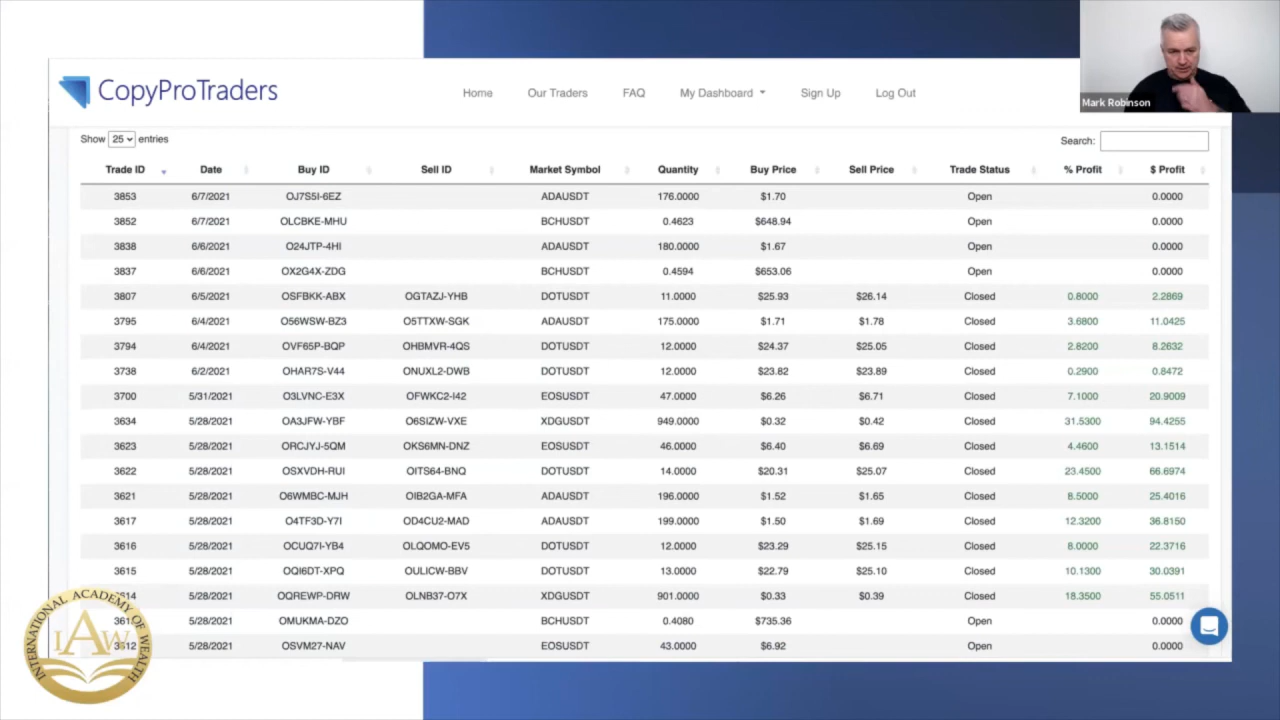 CopyProTraders
Home Our Traders FAQ My Dashboard Sign Up Log Out
Mark Robinson
Show 25 entries Search:
Trade ID Date Buy ID Sell ID Market Symbol Quantity Buy Price Sell Price Trade Status % Profit $ Profit
3853 6/7/2021 OJ7S5I-6EZ ADAUSDT 176.0000 $1.70 Open 0.0000
3852 6/7/2021 OLCBKE-MHU BCHUSDT 0.4623 $648.94 Open 0.0000
3838 6/6/2021 O24JTP-4HI ADAUSDT 180.0000 $1.67 Open 0.0000
3837 6/6/2021 OX2G4X-ZDG BCHUSDT 0.4594 $653.06 Open 0.0000
3807 6/5/2021 OSFBKK-ABX OGTAZJ-YHB DOTUSDT 11.0000 $25.93 $26.14 Closed 0.8000 2.2869
3795 6/4/2021 O56WSW-BZ3 O5TTXW-SGK ADAUSDT 175.0000 $1.71 $1.78 Closed 3.6800 11.0425
3794 6/4/2021 OVF65P-BQP OHBMVR-4QS DOTUSDT 12.0000 $24.37 $25.05 Closed 2.8200 8.2632
3738 6/2/2021 OHAR7S-V44 ONUXL2-DWB DOTUSDT 12.0000 $23.82 $23.89 Closed 0.2900 0.8472
3700 5/31/2021 O3LVNC-E3X OFWKC2-I42 EOSUSDT 47.0000 $6.26 $6.71 Closed 7.1000 20.9009
3634 5/28/2021 OA3JFW-YBF O6SIZW-VXE XDGUSDT 949.0000 $0.32 $0.42 Closed 31.5300 94.4255
3623 5/28/2021 ORCJYJ-5QM OKS6MN-DNZ EOSUSDT 46.0000 $6.40 $6.69 Closed 4.4600 13.1514
3622 5/28/2021 OSXVDH-RUI OITS64-BNQ DOTUSDT 14.0000 $20.31 $25.07 Closed 23.4500 66.6974
3621 5/28/2021 O6WMBC-MJH OIB2GA-MFA ADAUSDT 196.0000 $1.52 $1.65 Closed 8.5000 25.4016
3617 5/28/2021 O4TF3D-Y7I OD4CU2-MAD ADAUSDT 199.0000 $1.50 $1.69 Closed 12.3200 36.8150
3616 5/28/2021 OCUQ7I-YB4 OLQOMO-EV5 DOTUSDT 12.0000 $23.29 $25.15 Closed 8.0000 22.3716
3615 5/28/2021 OQI6DT-XPQ OULICW-BBV DOTUSDT 13.0000 $22.79 $25.10 Closed 10.1300 30.0391
5/28/2021 OQREWP-DRW OLNB37-O7X XDGUSDT 901.0000 $0.33 $0.39 Closed 18.3500 55.0511
5/28/2021 OMUKMA-DZO BCHUSDT 0.4080 $735.36 Open 0.0000
3612 5/28/2021 OSVM27-NAV EOSUSDT 43.0000 $6.92 Open 0.0000
INTERNATIONAL ACADEMY OF WEALTH
IAW